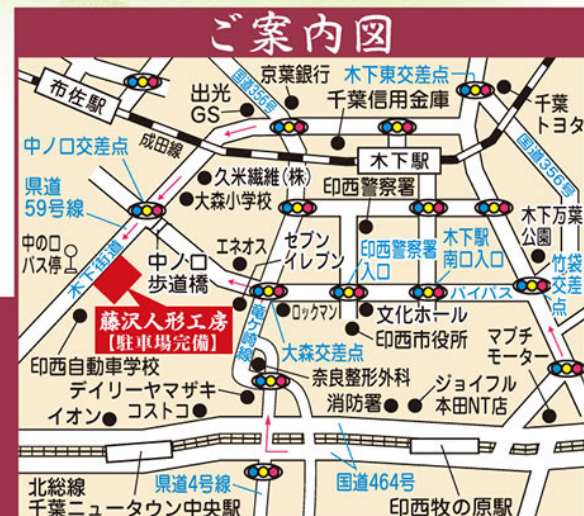 ご案内図
布佐駅
国道356号
京葉銀行
木下東交差点
出光
GS
千葉信用金庫
千葉
トヨタ
中ノ口交差点
成田線
木下駅
国道356号
久米繊維(株)
印西警察署
県道
59号線
大森小学校
木下万葉
公園
中の口
バス停
木下街道
中ノ口
歩道橋
エネオス
セブン
イレブン
印西警察署
入口
木下駅
南口入口
竹袋
交差点
バイパス
藤沢人形工房
【駐車場完備】
竜ケ崎線
ロックマン
文化ホール
大森交差点
印西市役所
マブチ
モーター
印西自動車学校
奈良整形外科
デイリーヤマザキ
ジョイフル
本田NT店
イオン
コストコ
消防署
北総線
千葉ニュータウン中央駅
県道4号線
国道464号
印西牧の原駅